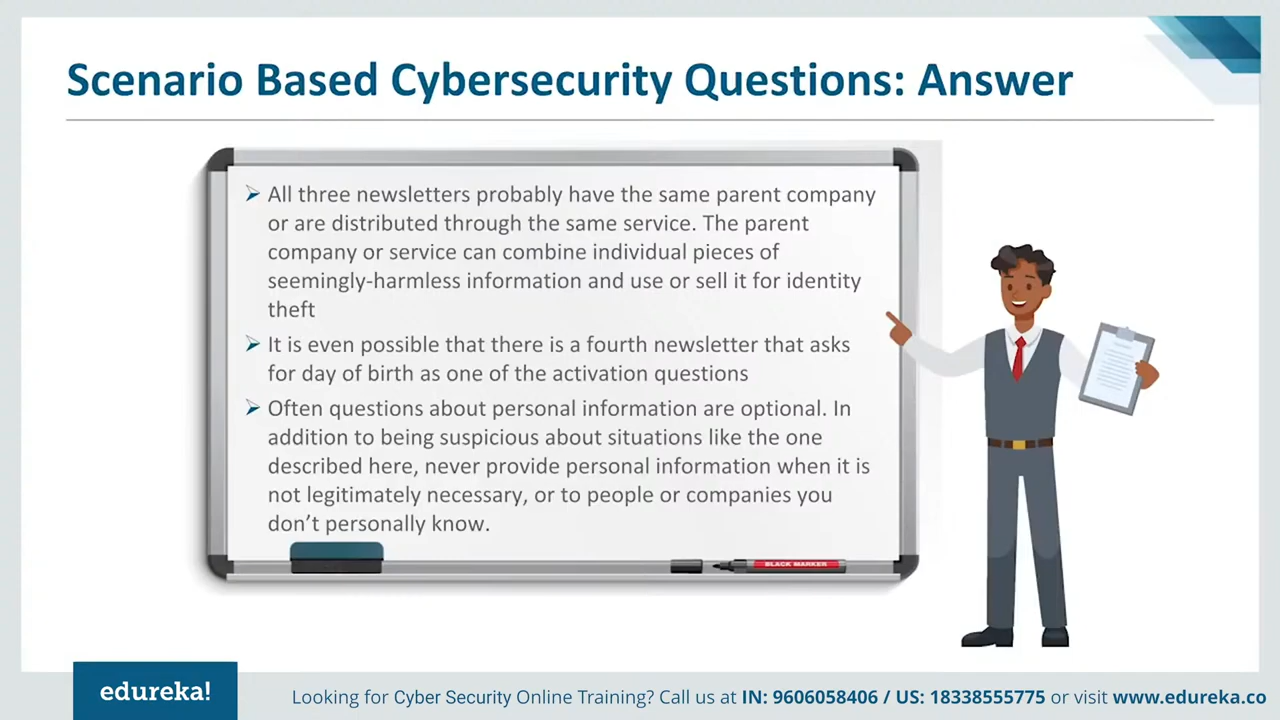 Scenario Based Cybersecurity Questions: Answer
All three newsletters probably have the same parent company
or are distributed through the same service. The parent
company or service can combine individual pieces of
seemingly-harmless information and use or sell it for identity
theft
It is even possible that there is a fourth newsletter that asks
for day of birth as one of the activation questions
Often questions about personal information are optional. In
addition to being suspicious about situations like the one
described here, never provide personal information when it is
not legitimately necessary, or to people or companies you
don’t personally know.
BLACK MARKER
edureka!
Looking for Cyber Security Online Training? Call us at IN: 9606058406 / US: 18338555775 or visit www.edureka.co